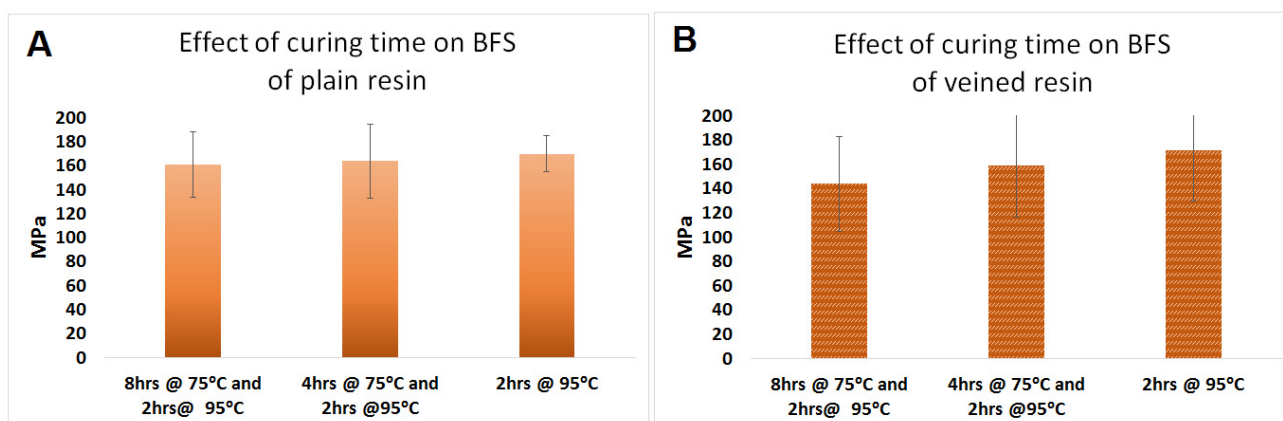 A
Effect of curing time on BFS
of plain resin
MPa
200
180
160
140
120
100
80
60
40
20
0
8hrs @ 75°C and
2hrs@ 95°C
4hrs @ 75°C and
2hrs @95°C
2hrs @ 95°C
B
Effect of curing time on BFS
of veined resin
MPa
200
180
160
140
120
100
80
60
40
20
0
8hrs @ 75°C and
2hrs@ 95°C
4hrs @ 75°C and
2hrs @95°C
2hrs @ 95°C